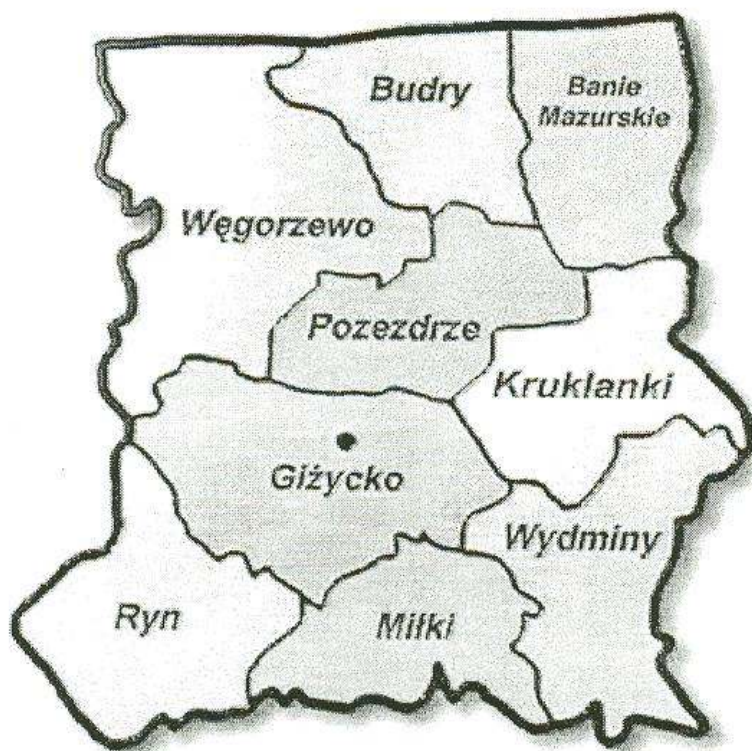 Budry
Banie
Mazurskie
Węgorzewo
Pozezdrze
Kruklanki
Giżycko
Wydminy
Ryn
Miłki